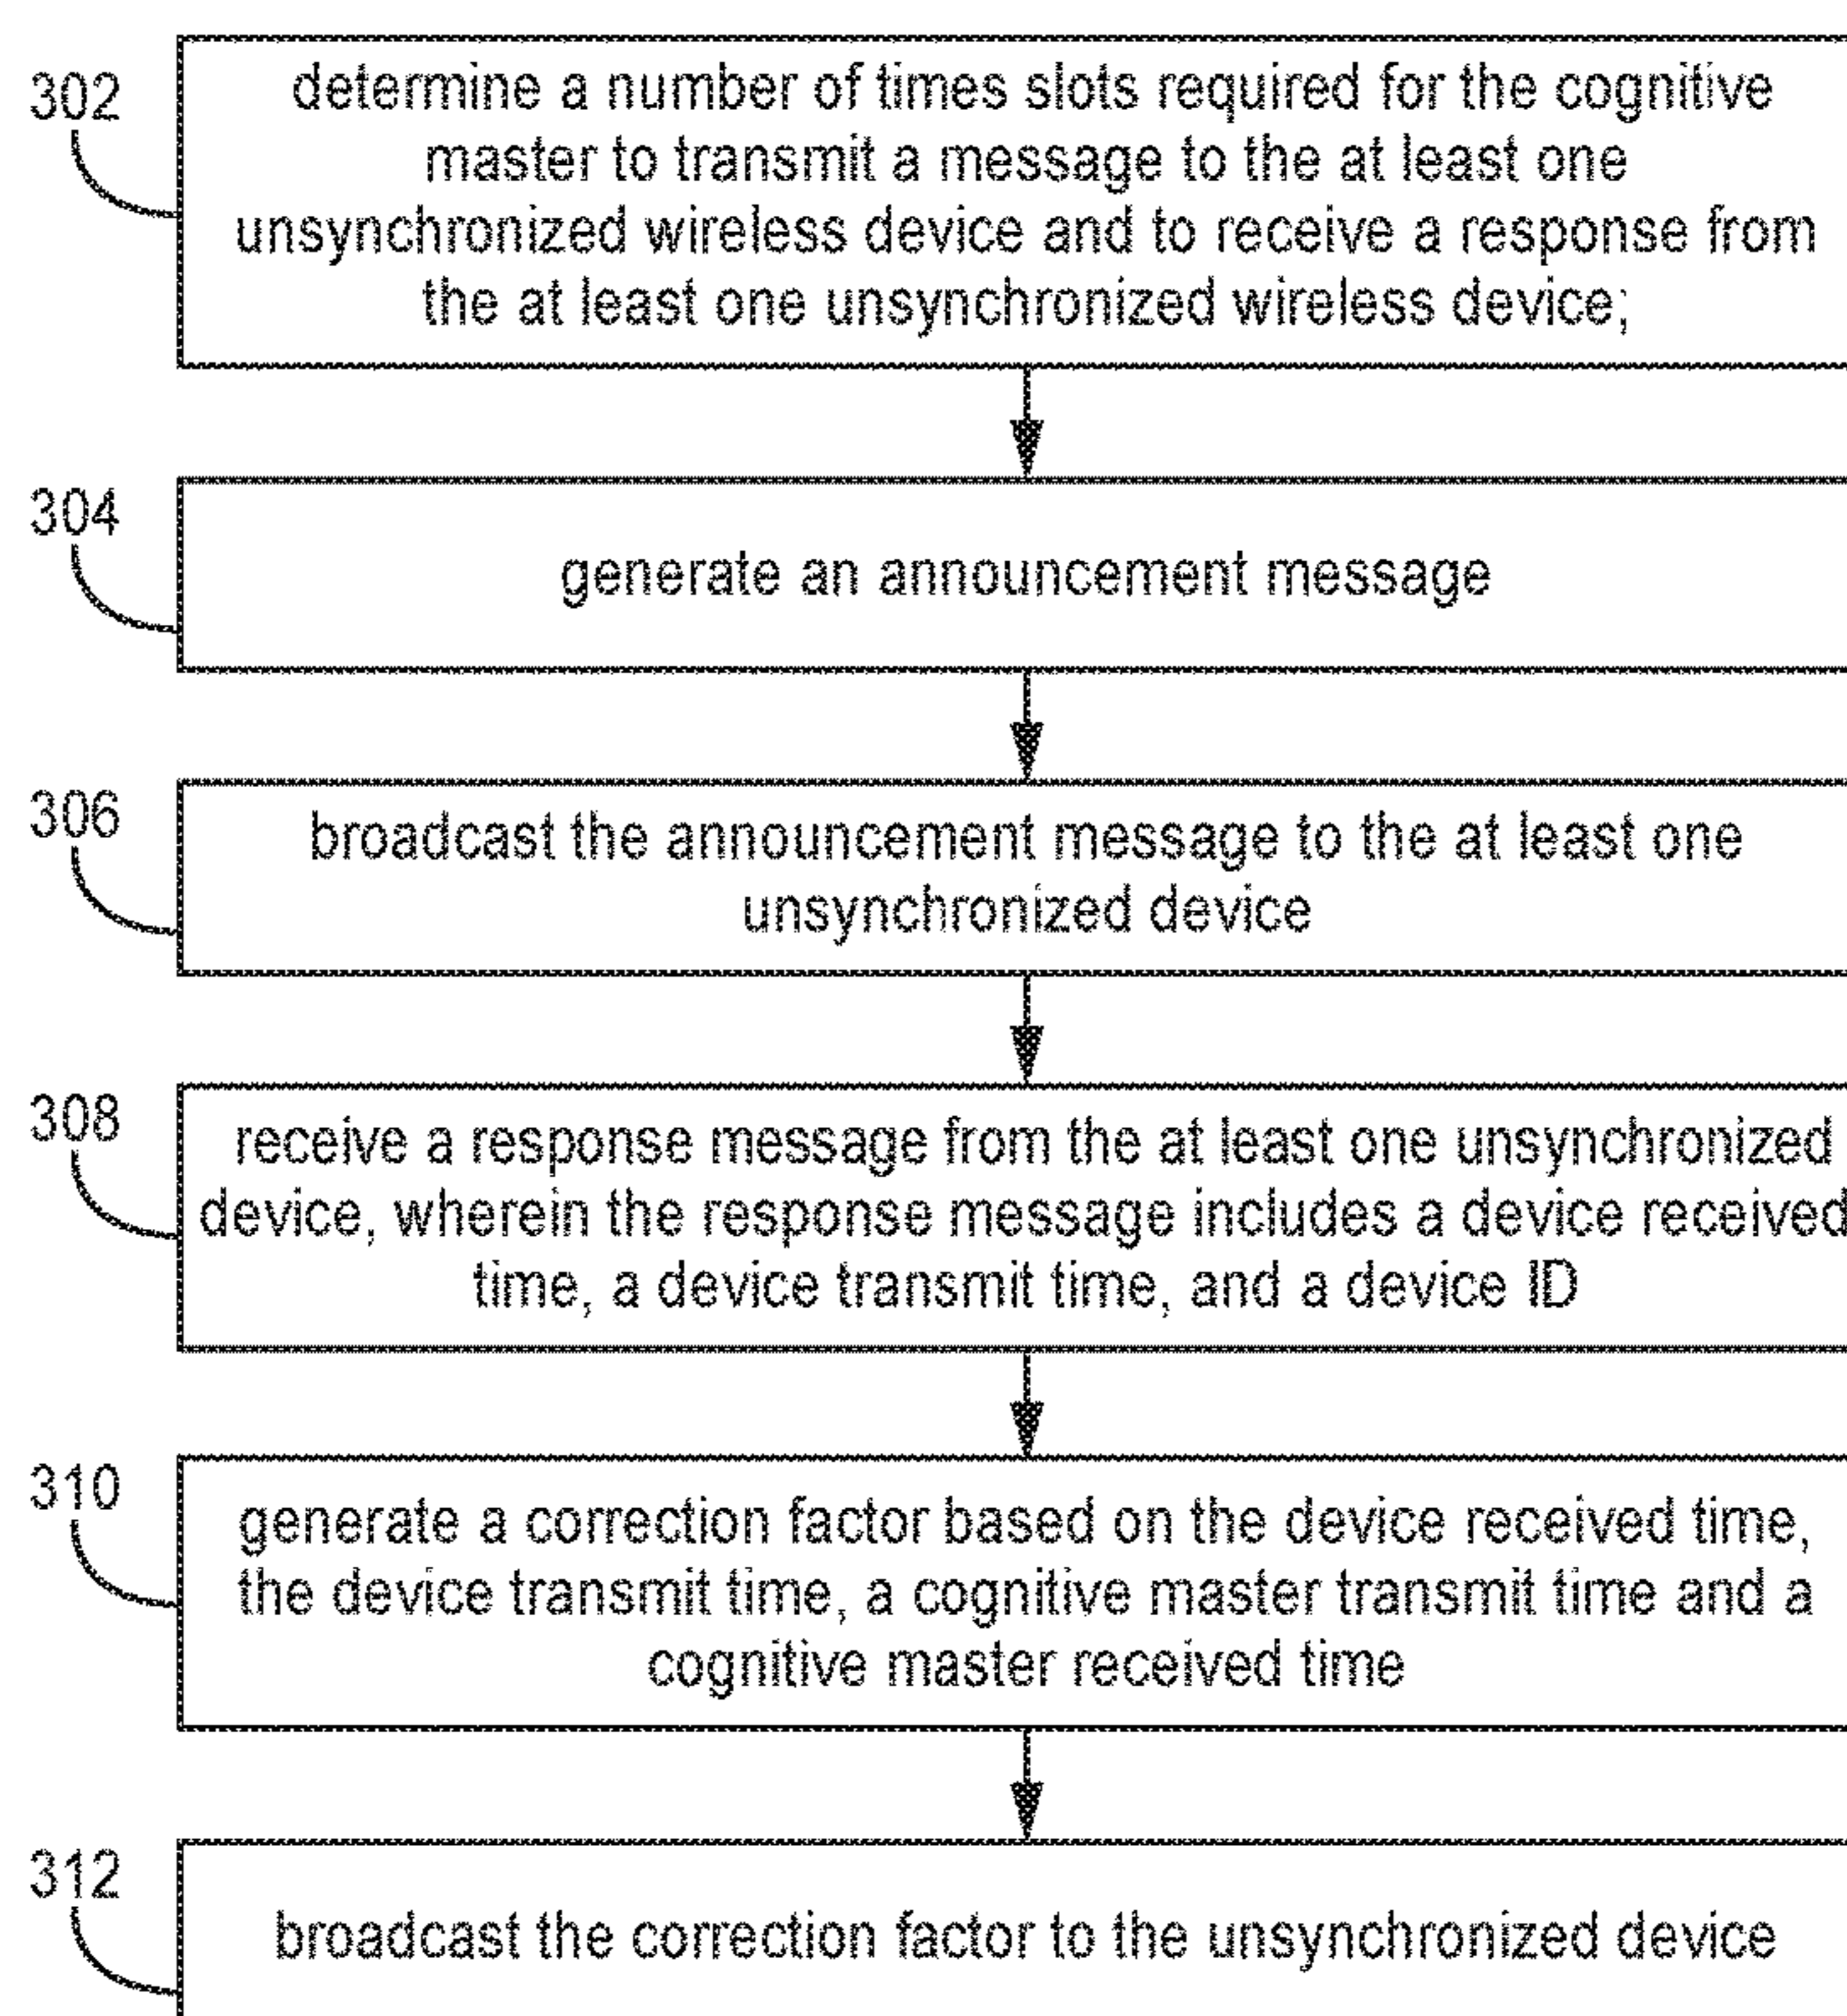 302
determine a number of times slots required for the cognitive
master to transmit a message to the at least one
unsynchronized wireless device and to receive a response from
the at least one unsynchronized wireless device;
304
generate an announcement message
306
broadcast the announcement message to the at least one
unsynchronized device
308
receive a response message from the at least one unsynchronized
device, wherein the response message includes a device received
time, a device transmit time, and a device ID
310
generate a correction factor based on the device received time,
the device transmit time, a cognitive master transmit time and a
cognitive master received time
312
broadcast the correction factor to the unsynchronized device